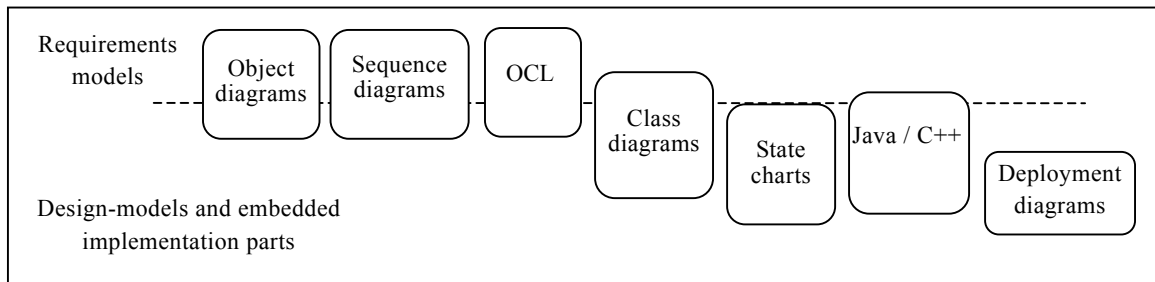 Requirements
models
Object
diagrams
Sequence
diagrams
OCL
Class
diagrams
State
charts
Java / C++
Deployment
diagrams
Design-models and embedded
implementation parts